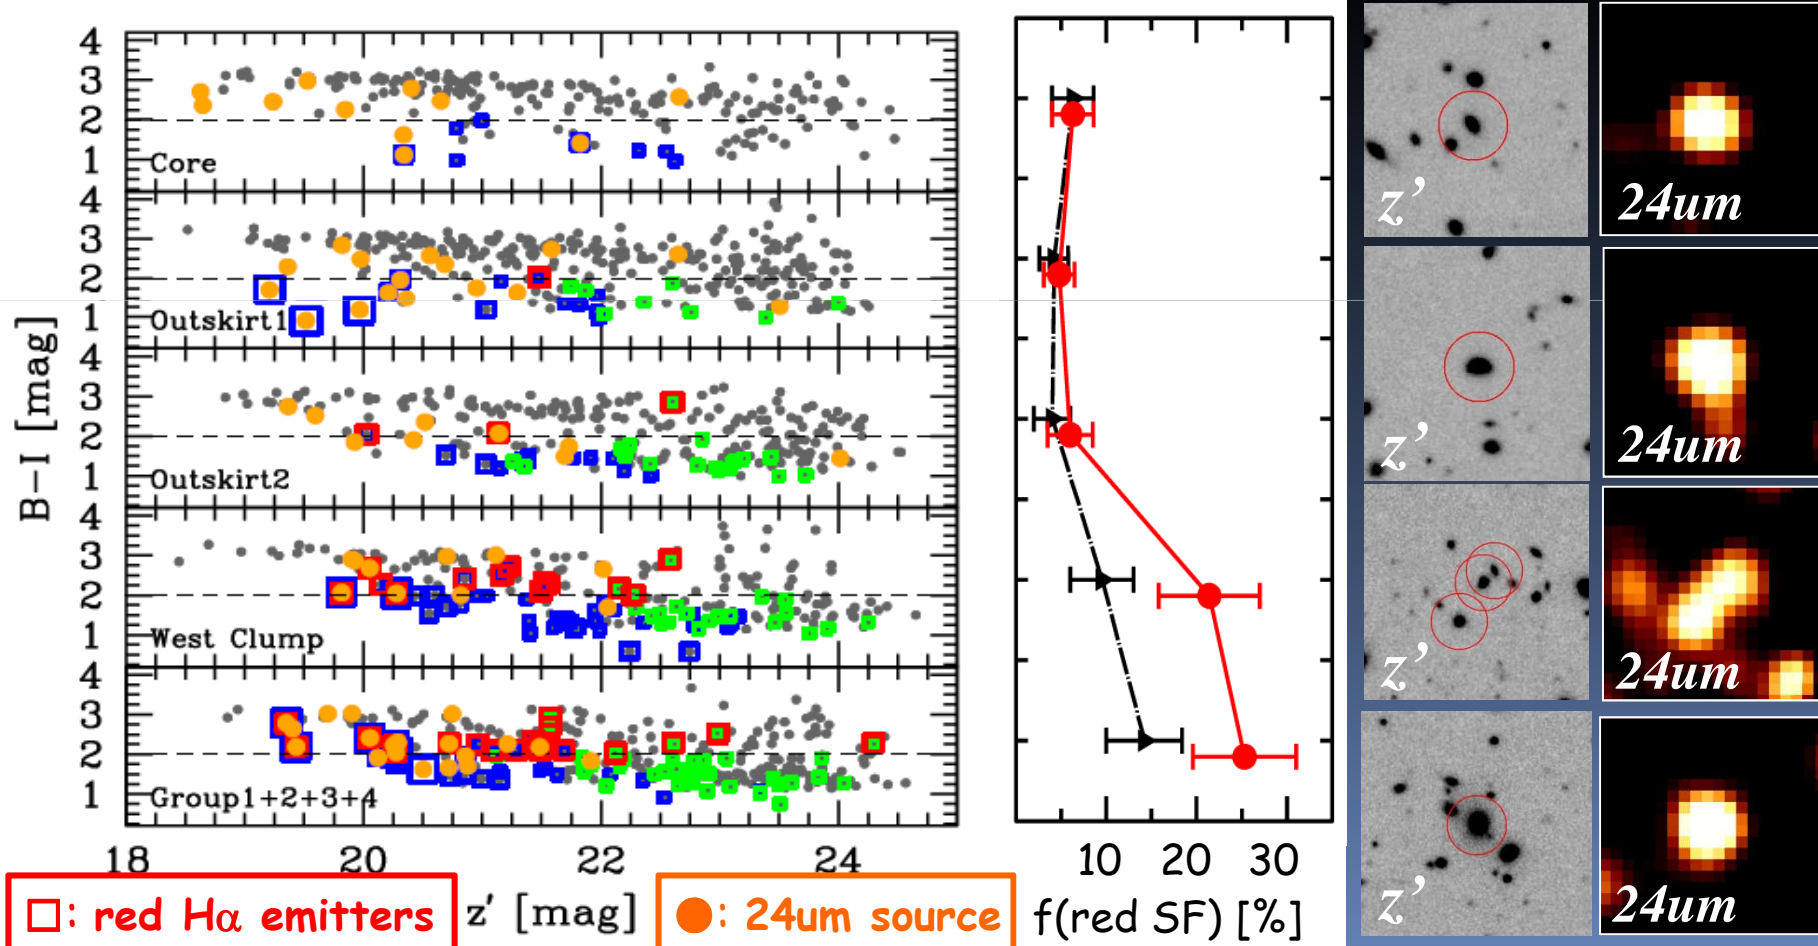 4
3
2
1
Core
4
3
2
1
Outskirt1
4
3
2
1
Outskirt2
4
3
2
1
West Clump
4
3
2
1
Group1+2+3+4
B−I [mag]
18 20 22 24
z' [mag]
□: red Hα emitters
●: 24um source
10 20 30
f(red SF) [%]
z’ 24um
z’ 24um
z’ 24um
z’ 24um